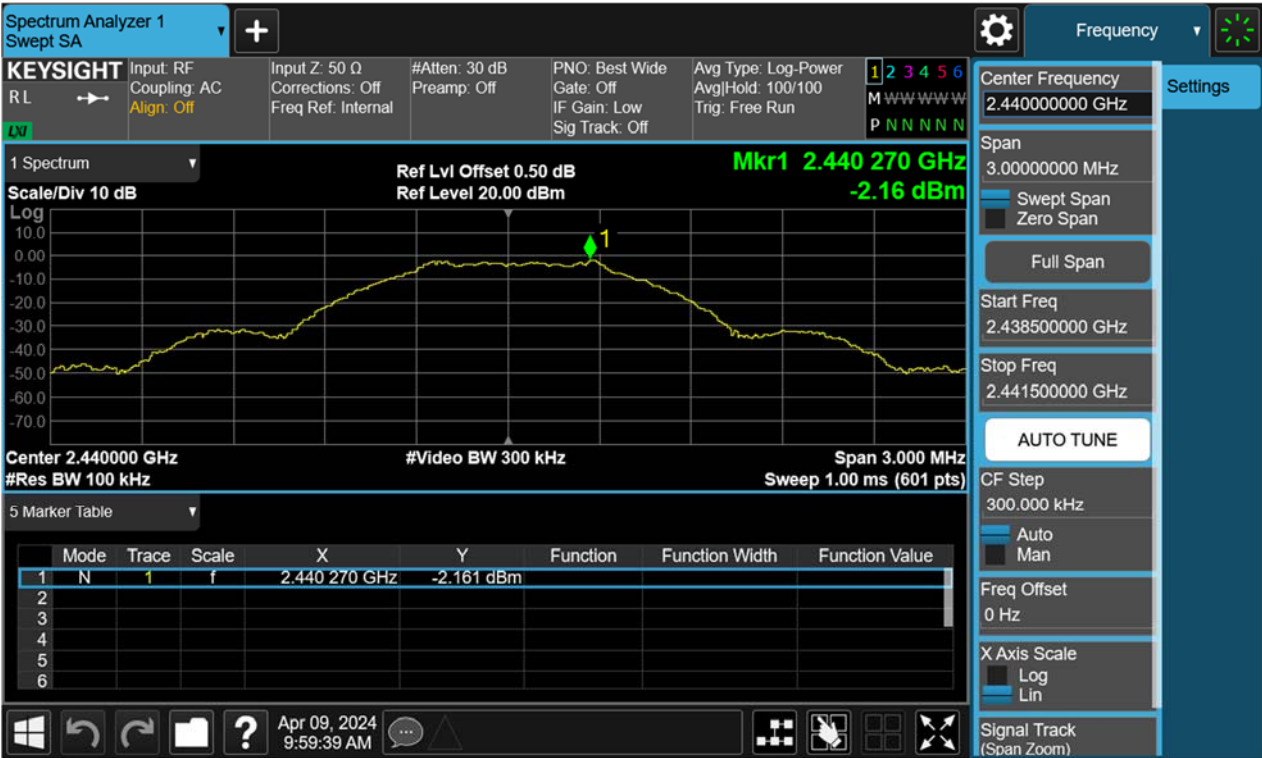 Spectrum Analyzer 1
Swept SA
Frequency
KEYSIGHT
R L
LXI
Input: RF
Coupling: AC
Align: Off
Input Z: 50 Ω
Corrections: Off
Freq Ref: Internal
#Atten: 30 dB
Preamp: Off
PNO: Best Wide
Gate: Off
IF Gain: Low
Sig Track: Off
Avg Type: Log-Power
Avg|Hold: 100/100
Trig: Free Run
1 2 3 4 5 6
M W W W W W
P N N N N N
1 Spectrum
Scale/Div 10 dB
Ref Lvl Offset 0.50 dB
Ref Level 20.00 dBm
Mkr1 2.440 270 GHz
-2.16 dBm
Log
10.0
0.00
-10.0
-20.0
-30.0
-40.0
-50.0
-60.0
-70.0
1
Center 2.440000 GHz
#Video BW 300 kHz
Span 3.000 MHz
#Res BW 100 kHz
Sweep 1.00 ms (601 pts)
5 Marker Table
Mode Trace Scale X Y Function Function Width Function Value
1 N 1 f 2.440 270 GHz -2.161 dBm
2
3
4
5
6
Apr 09, 2024
9:59:39 AM
Center Frequency
2.440000000 GHz
Settings
Span
3.00000000 MHz
Swept Span
Zero Span
Full Span
Start Freq
2.438500000 GHz
Stop Freq
2.441500000 GHz
AUTO TUNE
CF Step
300.000 kHz
Auto
Man
Freq Offset
0 Hz
X Axis Scale
Log
Lin
Signal Track
(Span Zoom)